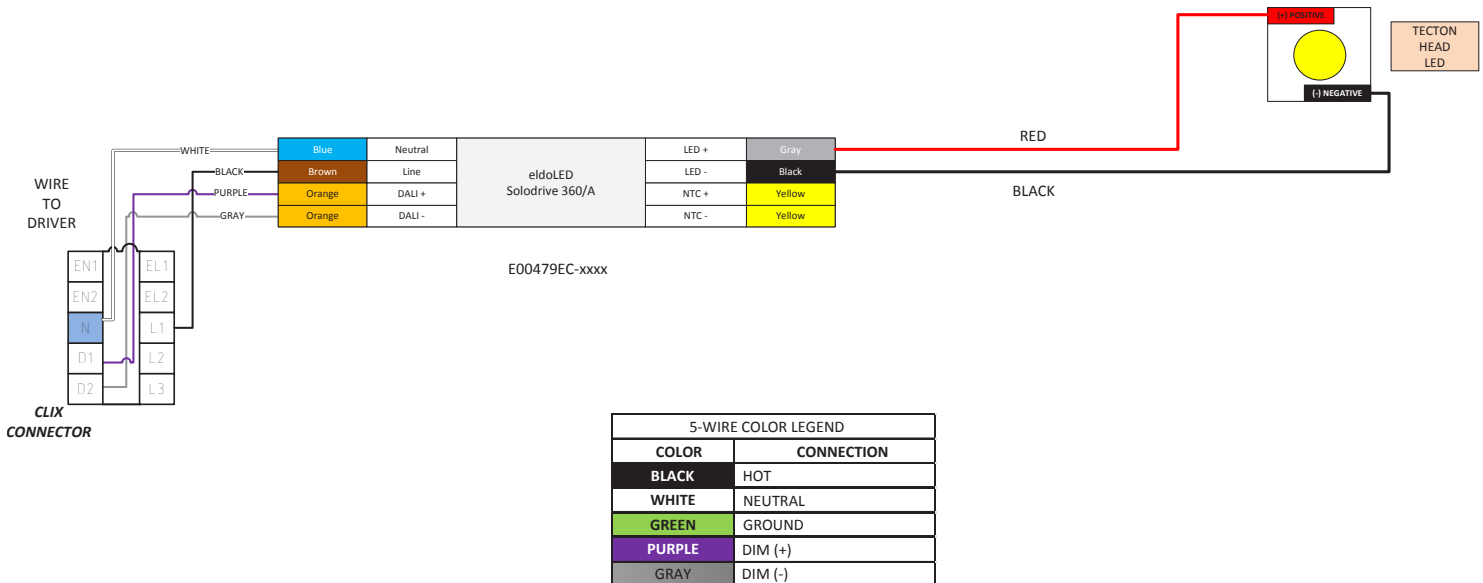 (+) POSITIVE
TECTON
HEAD
LED
(-) NEGATIVE
RED
WHITE
Blue
Neutral
LED +
Gray
BLACK
Brown
Line
eldoLED
Solodrive 360/A
LED -
Black
PURPLE
Orange
DALI +
NTC +
Yellow
GRAY
Orange
DALI -
NTC -
Yellow
BLACK
WIRE
TO
DRIVER
E00479EC-xxxx
EN1
EL1
EN2
EL2
N
L1
D1
L2
D2
L3
CLIX
CONNECTOR
5-WIRE COLOR LEGEND
COLOR CONNECTION
BLACK HOT
WHITE NEUTRAL
GREEN GROUND
PURPLE DIM (+)
GRAY DIM (-)